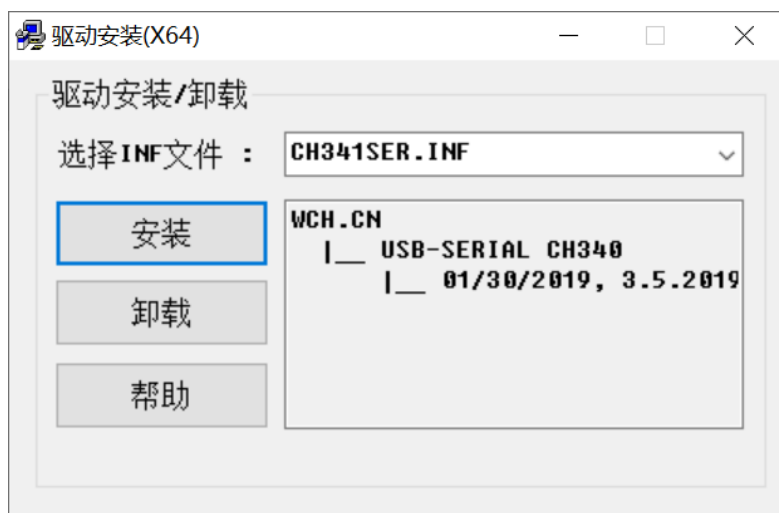 驱动安装(X64)
驱动安装/卸载
选择INF文件 :
CH341SER.INF
安装
卸载
帮助
WCH.CN
|__ USB-SERIAL CH340
|__ 01/30/2019, 3.5.2019